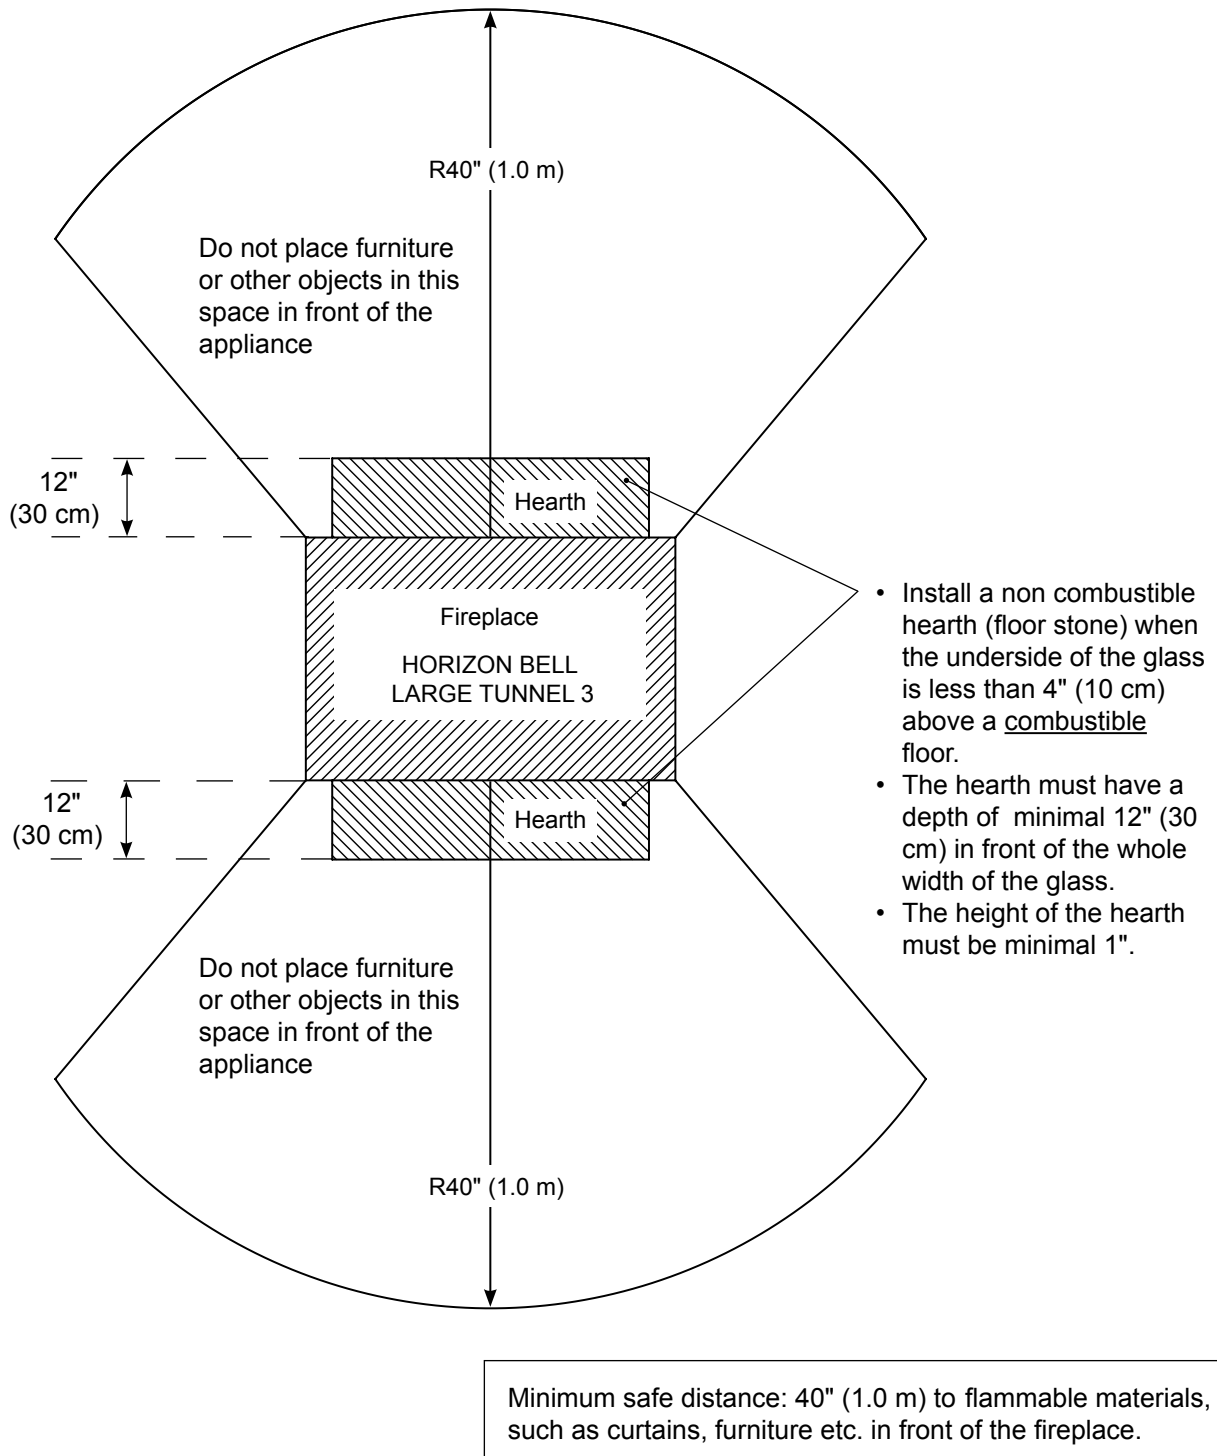 R40" (1.0 m)
Do not place furniture
or other objects in this
space in front of the
appliance
12"
(30 cm)
Hearth
Fireplace
HORIZON BELL
LARGE TUNNEL 3
• Install a non combustible
hearth (floor stone) when
the underside of the glass
is less than 4" (10 cm)
above a combustible
floor.
• The hearth must have a
depth of  minimal 12" (30
cm) in front of the whole
width of the glass.
• The height of the hearth
must be minimal 1".
12"
(30 cm)
Hearth
Do not place furniture
or other objects in this
space in front of the
appliance
R40" (1.0 m)
Minimum safe distance: 40" (1.0 m) to flammable materials,
such as curtains, furniture etc. in front of the fireplace.